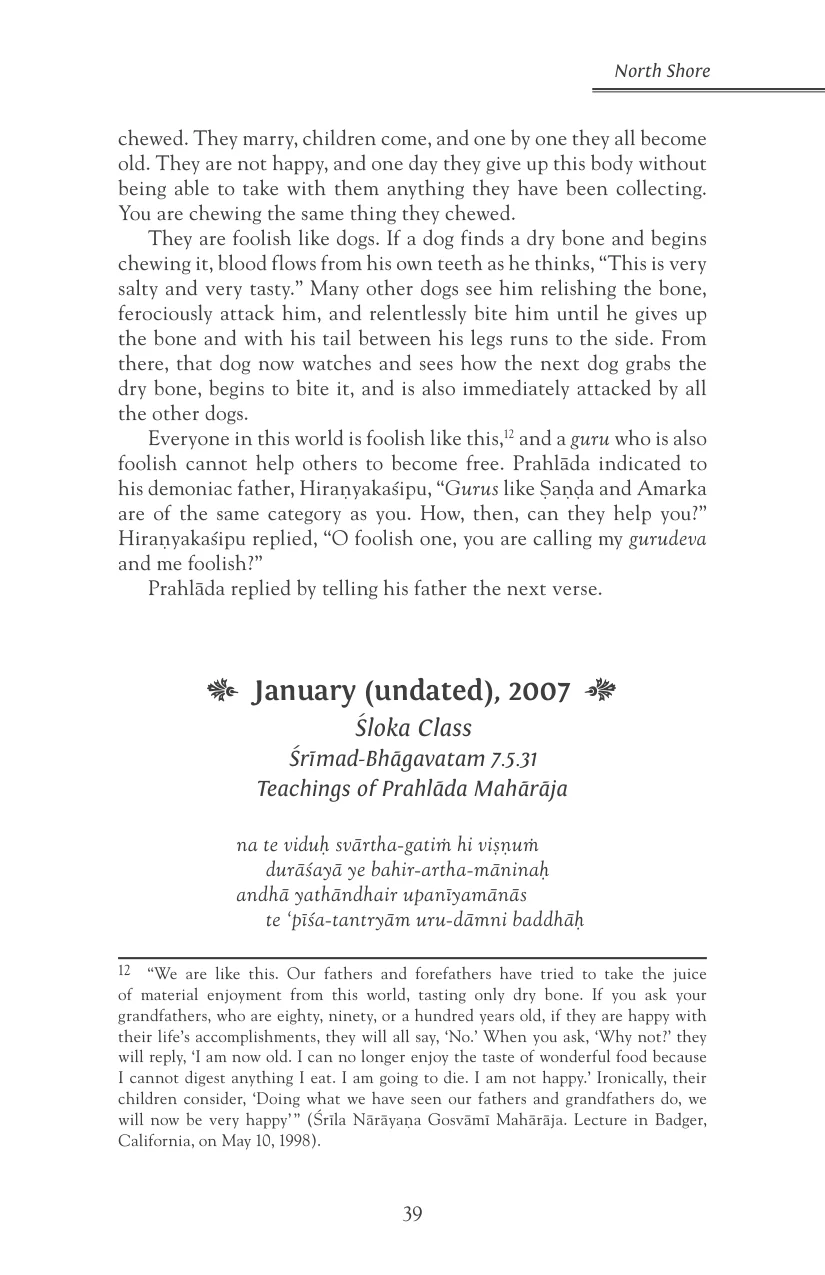 North Shore
chewed. They marry, children come, and one by one they all become
old. They are not happy, and one day they give up this body without
being able to take with them anything they have been collecting.
You are chewing the same thing they chewed.
They are foolish like dogs. If a dog finds a dry bone and begins
chewing it, blood flows from his own teeth as he thinks, “This is very
salty and very tasty.” Many other dogs see him relishing the bone,
ferociously attack him, and relentlessly bite him until he gives up
the bone and with his tail between his legs runs to the side. From
there, that dog now watches and sees how the next dog grabs the
dry bone, begins to bite it, and is also immediately attacked by all
the other dogs.
Everyone in this world is foolish like this,12 and a guru who is also
foolish cannot help others to become free. Prahlāda indicated to
his demoniac father, Hiraṇyakaśipu, “Gurus like Ṣaṇḍa and Amarka
are of the same category as you. How, then, can they help you?”
Hiraṇyakaśipu replied, “O foolish one, you are calling my gurudeva
and me foolish?”
Prahlāda replied by telling his father the next verse.
January (undated), 2007
Śloka Class
Śrīmad-Bhāgavatam 7.5.31
Teachings of Prahlāda Mahārāja
na te viduḥ svārtha-gatiṁ hi viṣṇuṁ
durāśayā ye bahir-artha-māninaḥ
andhā yathāndhair upanīyamānās
te ‘pīśa-tantryām uru-dāmni baddhāḥ
12 “We are like this. Our fathers and forefathers have tried to take the juice
of material enjoyment from this world, tasting only dry bone. If you ask your
grandfathers, who are eighty, ninety, or a hundred years old, if they are happy with
their life’s accomplishments, they will all say, ‘No.’ When you ask, ‘Why not?’ they
will reply, ‘I am now old. I can no longer enjoy the taste of wonderful food because
I cannot digest anything I eat. I am going to die. I am not happy.’ Ironically, their
children consider, ‘Doing what we have seen our fathers and grandfathers do, we
will now be very happy’” (Śrīla Nārāyaṇa Gosvāmī Mahārāja. Lecture in Badger,
California, on May 10, 1998).
39